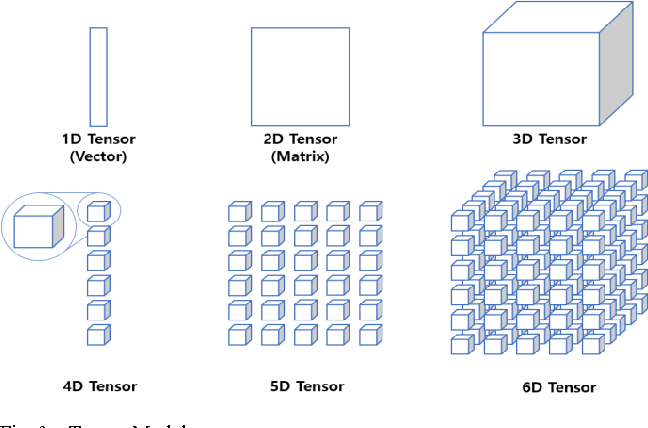 1D Tensor
(Vector)
2D Tensor
(Matrix)
3D Tensor
4D Tensor
5D Tensor
6D Tensor